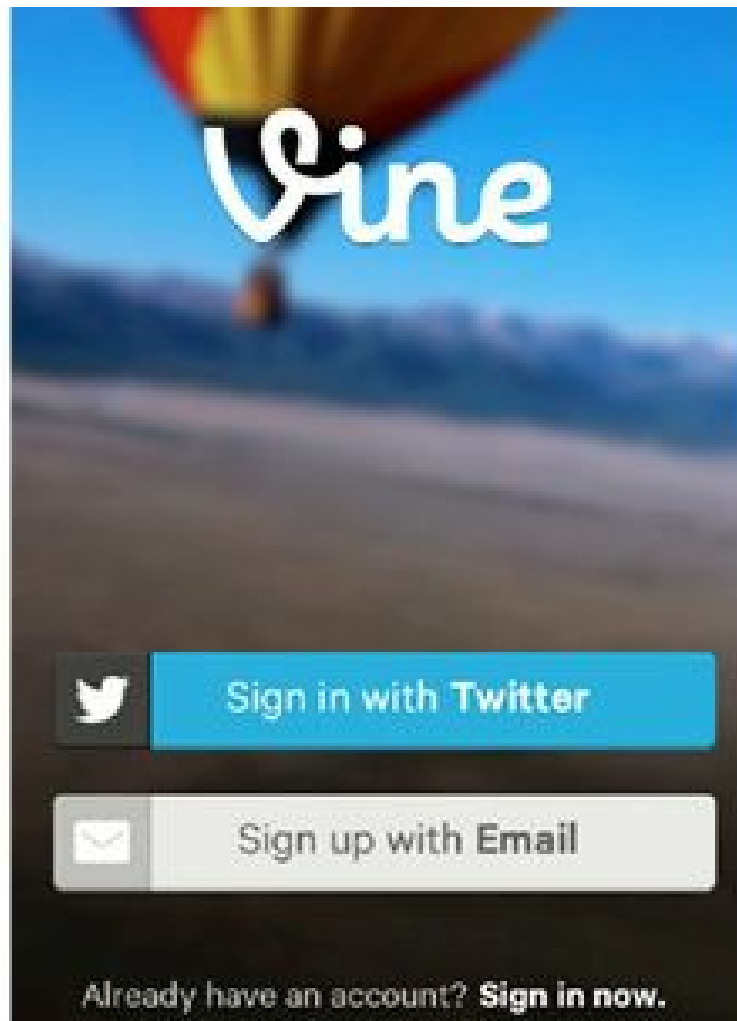 Vine
Sign in with Twitter
Sign up with Email
Already have an account? Sign in now.